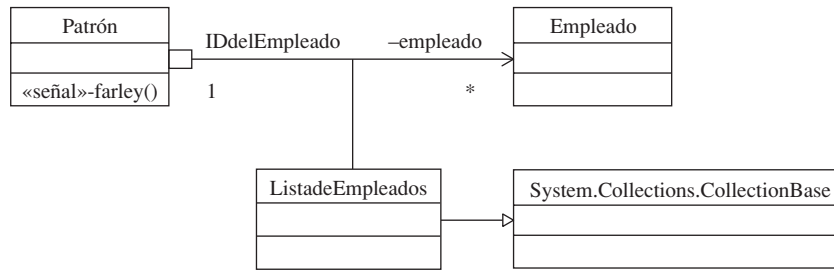 Patrón
IDdelEmpleado
–empleado
Empleado
«señal»-farley()
1
*
ListadeEmpleados
System.Collections.CollectionBase